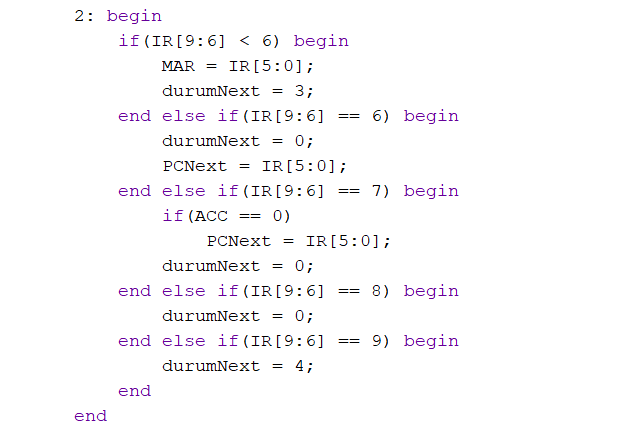 2: begin
if(IR[9:6] < 6) begin
MAR = IR[5:0];
durumNext = 3;
end else if(IR[9:6] == 6) begin
durumNext = 0;
PCNext = IR[5:0];
end else if(IR[9:6] == 7) begin
if(ACC == 0)
PCNext = IR[5:0];
durumNext = 0;
end else if(IR[9:6] == 8) begin
durumNext = 0;
end else if(IR[9:6] == 9) begin
durumNext = 4;
end
end